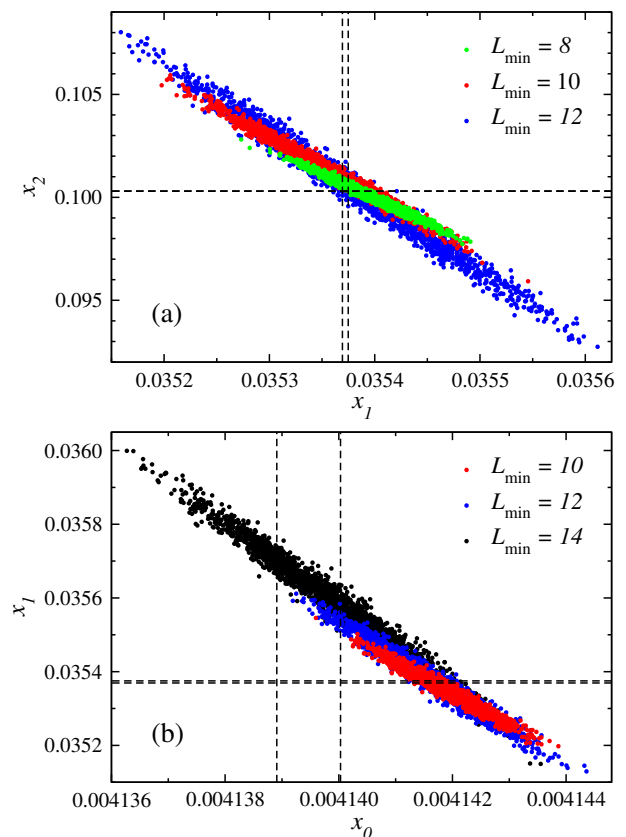 0.105
0.100
0.095
x2
L_min = 8
L_min = 10
L_min = 12
(a)
0.0352 0.0353 0.0354 0.0355 0.0356
x1
0.0360
0.0358
0.0356
0.0354
0.0352
x1
L_min = 10
L_min = 12
L_min = 14
(b)
0.004136 0.004138 0.004140 0.004142 0.004144
x0